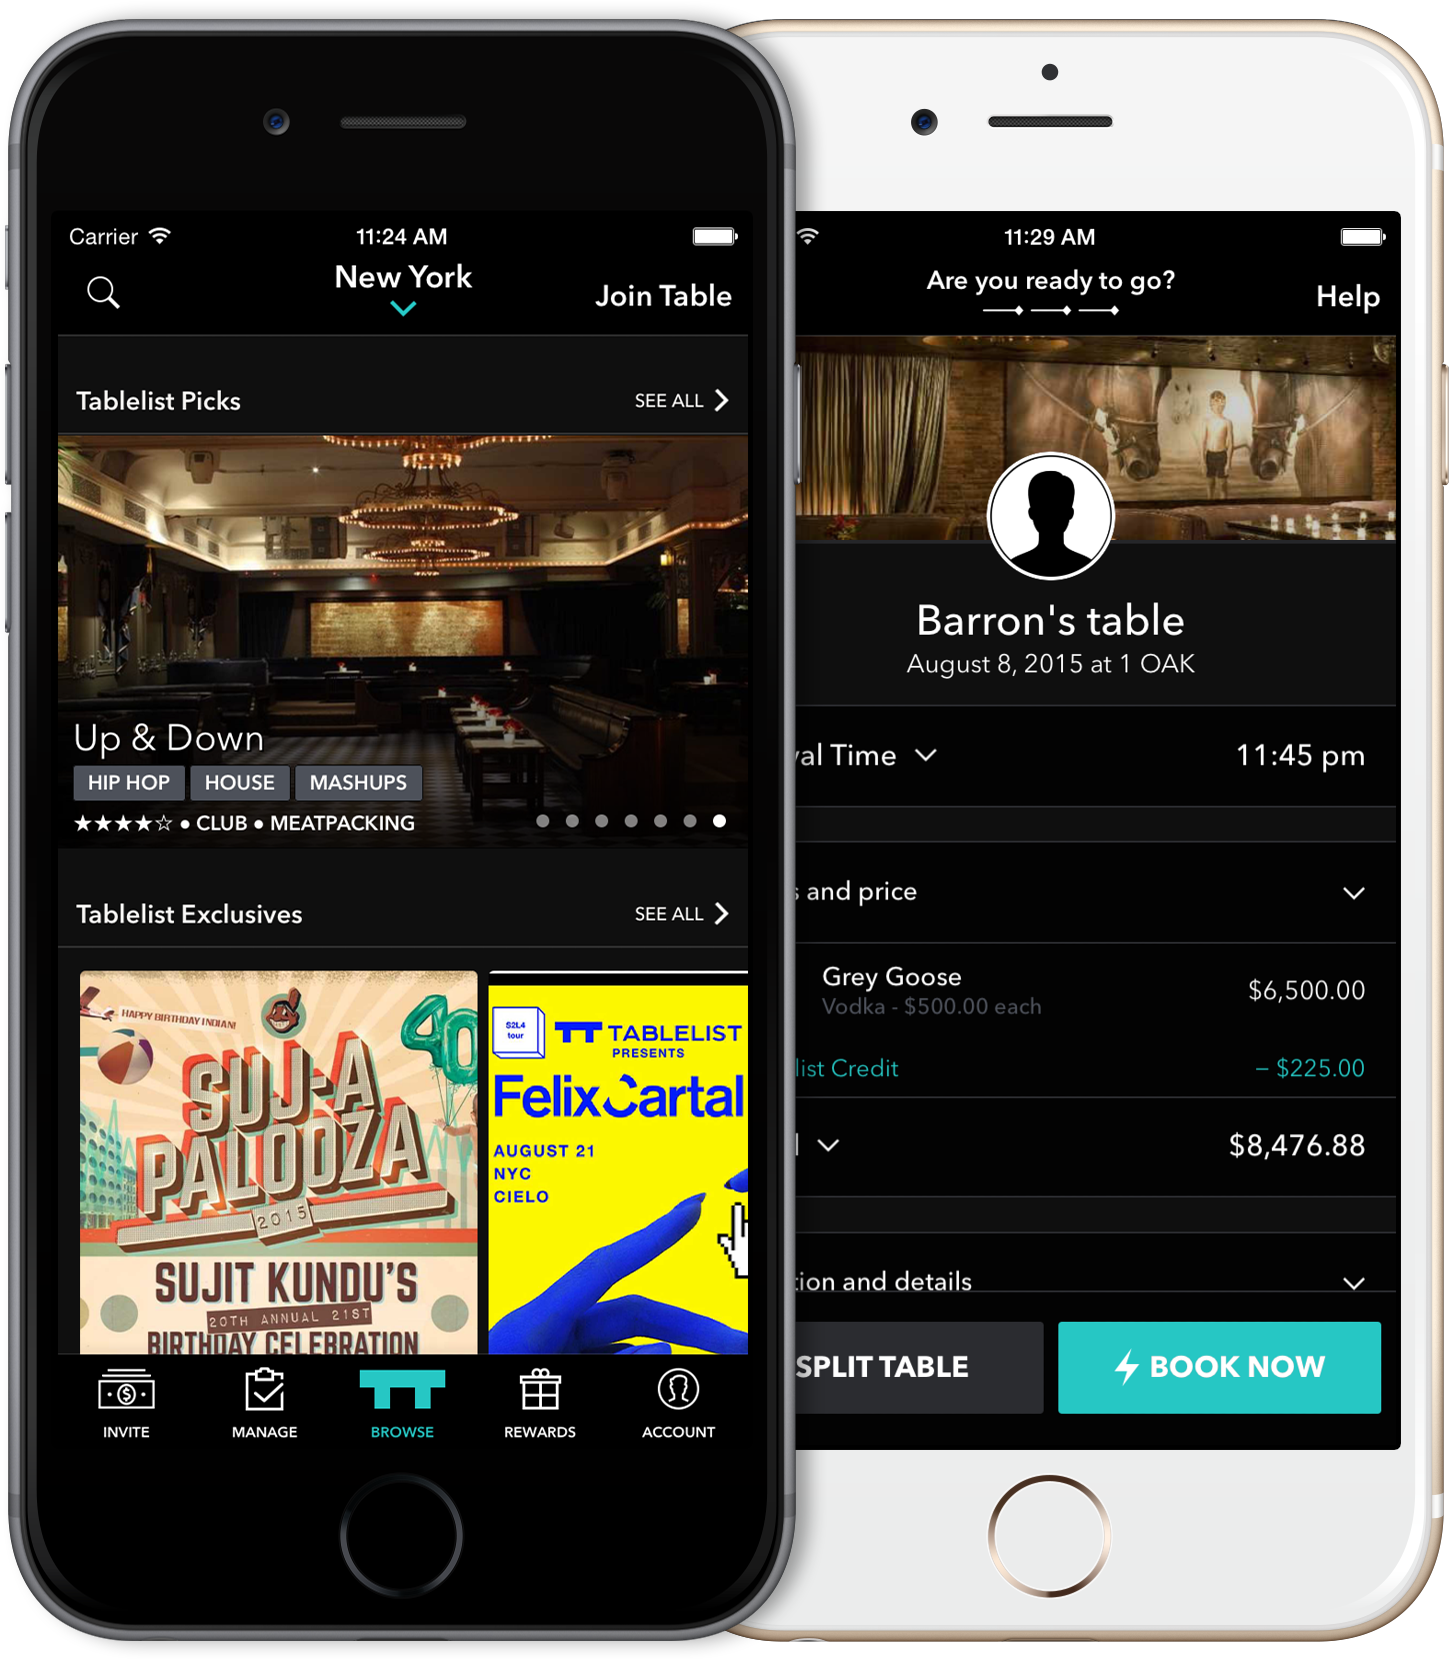 Carrier
11:24 AM
New York
Join Table
Tablelist Picks
SEE ALL
Up & Down
HIP HOP HOUSE MASHUPS
★★★★☆ • CLUB • MEATPACKING
Tablelist Exclusives
SEE ALL
HAPPY BIRTHDAY INDIAN!
40
SUJ-A
PALOOZA
2015
SUJIT KUNDU'S
20TH ANNUAL 21ST
BIRTHDAY CELEBRATION
S2L4
tour
TABLELIST
PRESENTS
Felix Cartal
AUGUST 21
NYC
CIELO
INVITE
MANAGE
BROWSE
REWARDS
ACCOUNT
11:29 AM
Are you ready to go?
Help
Barron's table
August 8, 2015 at 1 OAK
val Time
11:45 pm
s and price
Grey Goose
$6,500.00
Vodka - $500.00 each
list Credit
– $225.00
l
$8,476.88
tion and details
SPLIT TABLE
BOOK NOW